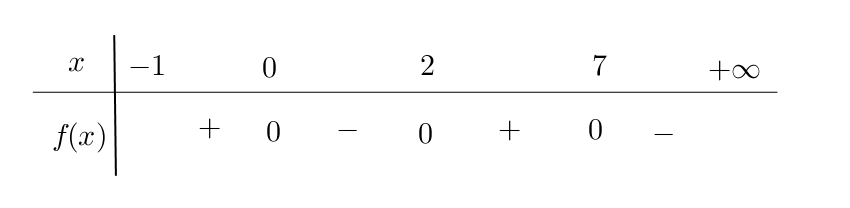 x −1 0 2 7 +∞
f(x) + 0 − 0 + 0 −